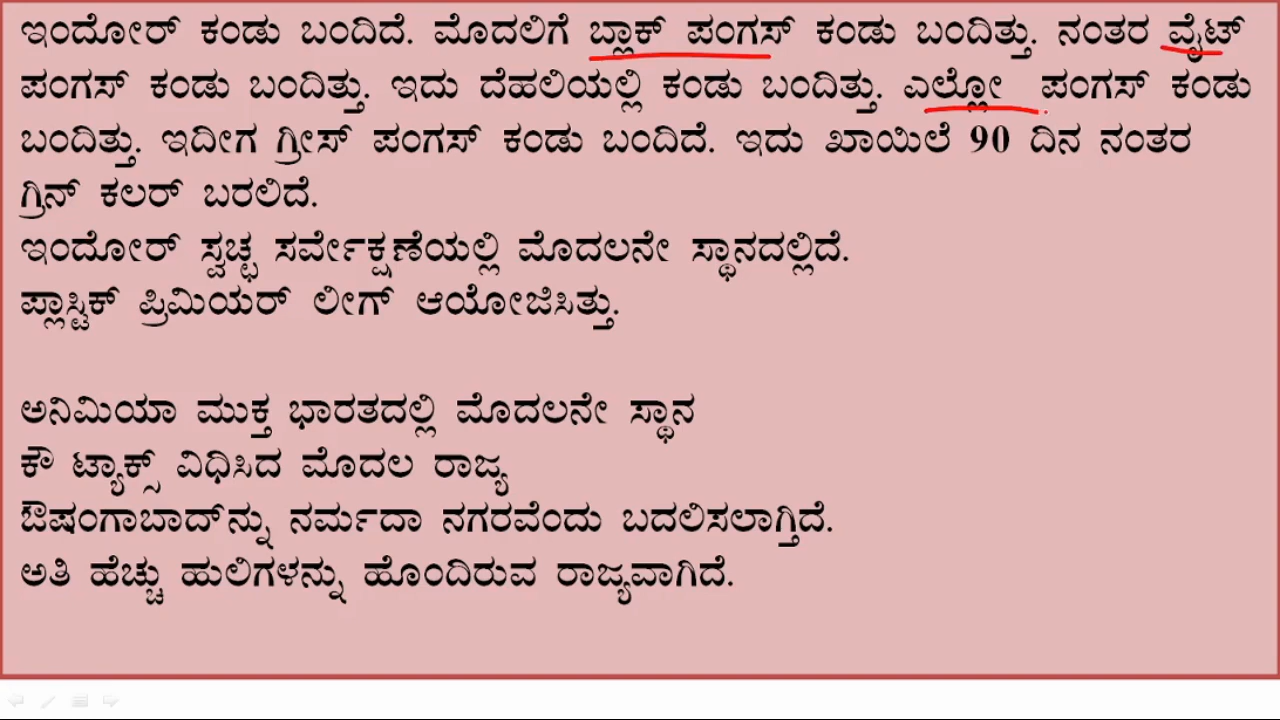 ಇಂದೋರ್ ಕಂಡು ಬಂದಿದೆ. ಮೊದಲಿಗೆ ಬ್ಲಾಕ್ ಪಂಗಸ್ ಕಂಡು ಬಂದಿತ್ತು. ನಂತರ ವೈಟ್
ಪಂಗಸ್ ಕಂಡು ಬಂದಿತ್ತು. ಇದು ದೆಹಲಿಯಲ್ಲಿ ಕಂಡು ಬಂದಿತ್ತು. ಎಲ್ಲೋ ಪಂಗಸ್ ಕಂಡು
ಬಂದಿತ್ತು. ಇದೀಗ ಗ್ರೀಸ್ ಪಂಗಸ್ ಕಂಡು ಬಂದಿದೆ. ಇದು ಖಾಯಿಲೆ 90 ದಿನ ನಂತರ
ಗ್ರಿನ್ ಕಲರ್ ಬರಲಿದೆ.
ಇಂದೋರ್ ಸ್ವಚ್ಛ ಸರ್ವೇಕ್ಷಣೆಯಲ್ಲಿ ಮೊದಲನೇ ಸ್ಥಾನದಲ್ಲಿದೆ.
ಪ್ಲಾಸ್ಟಿಕ್ ಪ್ರಿಮಿಯರ್ ಲೀಗ್ ಆಯೋಜಿಸಿತ್ತು.
ಅನಿಮಿಯಾ ಮುಕ್ತ ಭಾರತದಲ್ಲಿ ಮೊದಲನೇ ಸ್ಥಾನ
ಕೌ ಟ್ಯಾಕ್ಸ್ ವಿಧಿಸಿದ ಮೊದಲ ರಾಜ್ಯ
ಔಷಂಗಾಬಾದ್‌ನ್ನು ನರ್ಮದಾ ನಗರವೆಂದು ಬದಲಿಸಲಾಗ್ತಿದೆ.
ಅತಿ ಹೆಚ್ಚು ಹುಲಿಗಳನ್ನು ಹೊಂದಿರುವ ರಾಜ್ಯವಾಗಿದೆ.